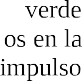 verde
os en la
impulso